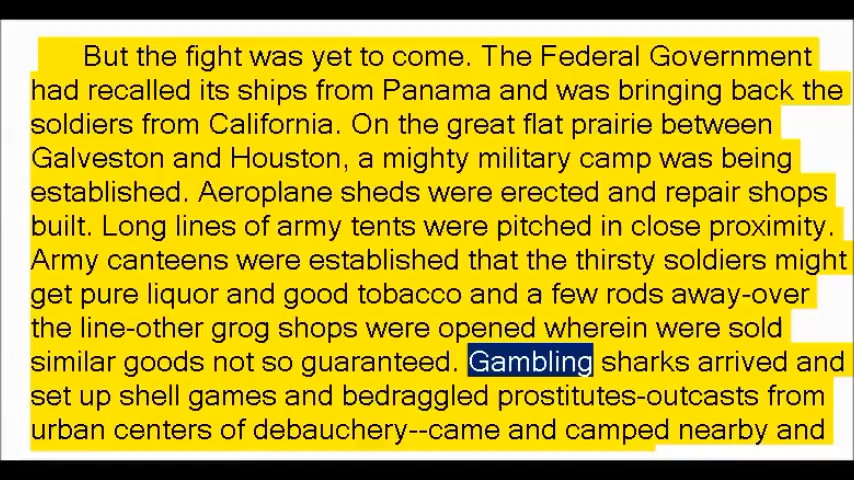 But the fight was yet to come. The Federal Government
had recalled its ships from Panama and was bringing back the
soldiers from California. On the great flat prairie between
Galveston and Houston, a mighty military camp was being
established. Aeroplane sheds were erected and repair shops
built. Long lines of army tents were pitched in close proximity.
Army canteens were established that the thirsty soldiers might
get pure liquor and good tobacco and a few rods away-over
the line-other grog shops were opened wherein were sold
similar goods not so guaranteed. Gambling sharks arrived and
set up shell games and bedraggled prostitutes-outcasts from
urban centers of debauchery--came and camped nearby and